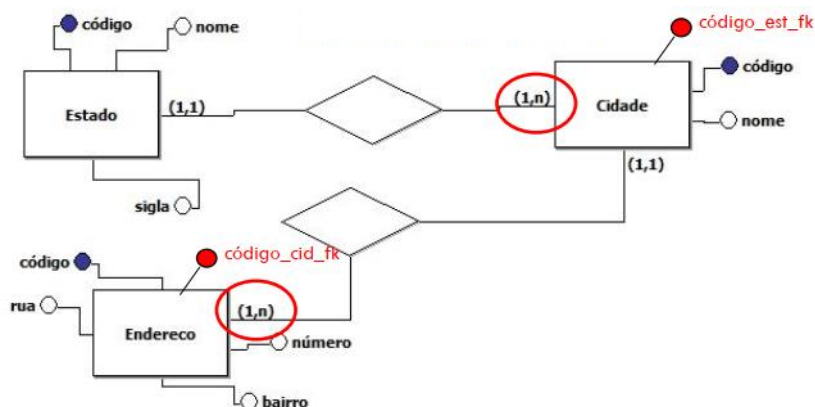 código
nome
código_est_fk
código
Estado
(1,1)
(1,n)
Cidade
nome
(1,1)
sigla
código
código_cid_fk
rua
(1,n)
Endereco
número
bairro